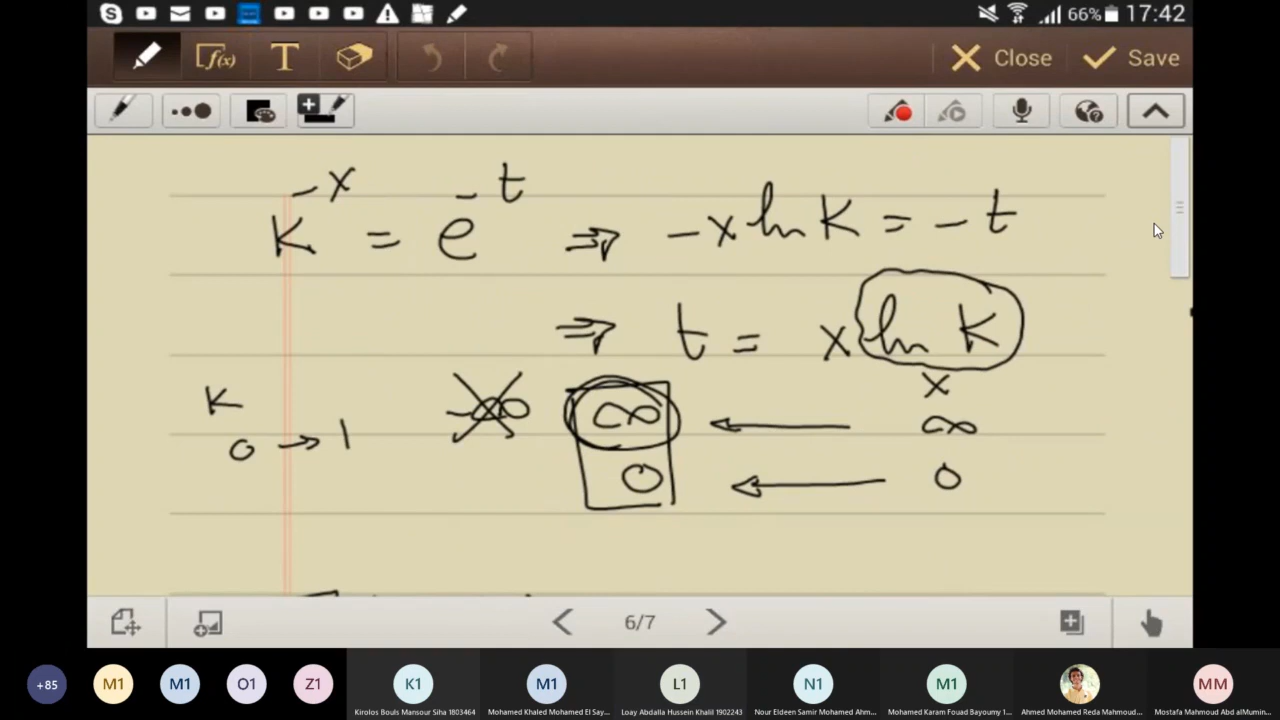 66% 17:42
f(x) T Close Save
K^{-x} = e^{-t} ⇒ -x ln K = -t
⇒ t = x ln K
x
K -∞ ∞ ← ∞
0 → 1
0 ← 0
6/7
+85 M1 M1 O1 Z1 K1 M1 L1 N1 M1 MM
Kirolos Bouls Mansour Siha 1803464 Mohamed Khaled Mohamed El Say... Loay Abdalla Hussein Khalil 1902243 Nour Eldeen Samir Mohamed Ahm... Mohamed Karam Fouad Bayoumy 1... Ahmed Mohamed Reda Mahmoud... Mostafa Mahmoud Abd alMumin...